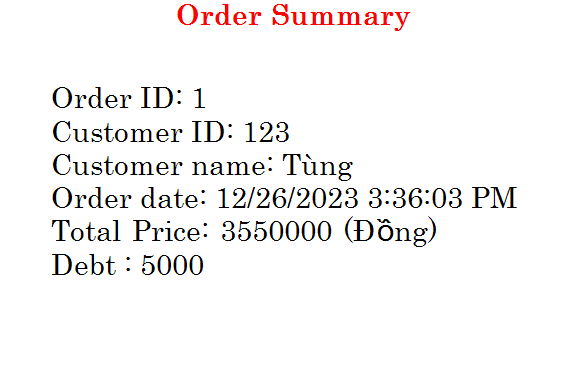 Order Summary
Order ID: 1
Customer ID: 123
Customer name: Tùng
Order date: 12/26/2023 3:36:03 PM
Total Price: 3550000 (Đồng)
Debt : 5000